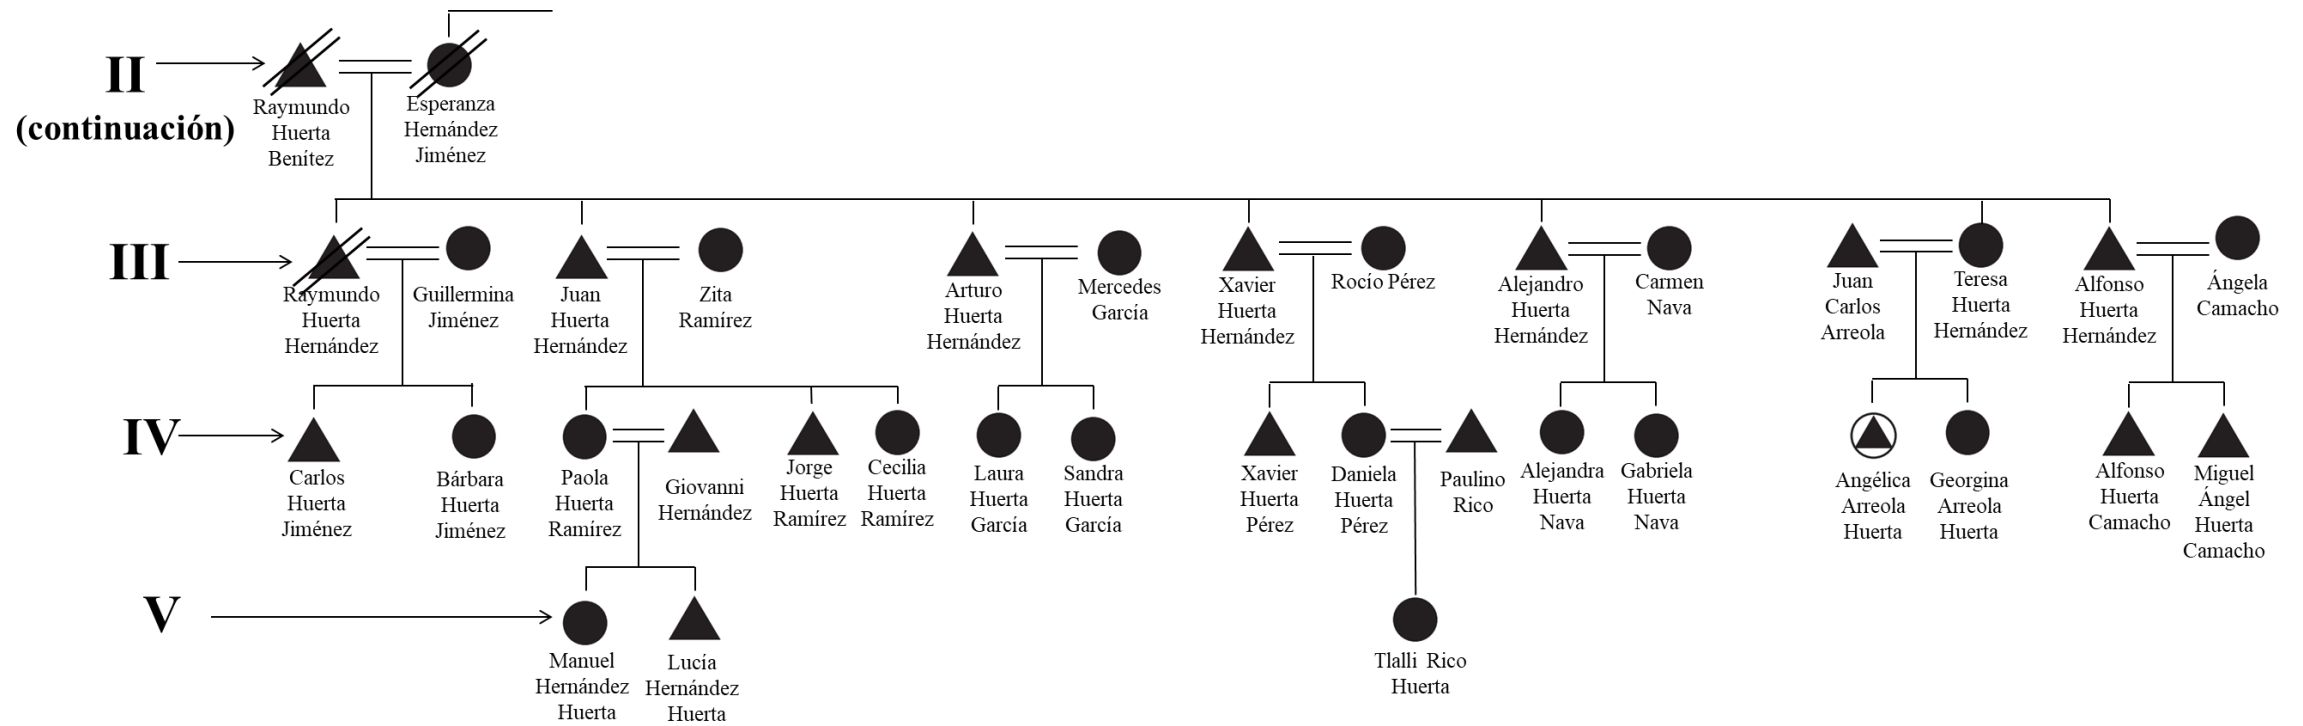 II
(continuación)
Raymundo
Huerta
Benítez
Esperanza
Hernández
Jiménez
III
Raymundo
Huerta
Hernández
Guillermina
Jiménez
Juan
Huerta
Hernández
Zita
Ramírez
Arturo
Huerta
Hernández
Mercedes
García
Xavier
Huerta
Hernández
Rocío Pérez
Alejandro
Huerta
Hernández
Carmen
Nava
Juan
Carlos
Arreola
Teresa
Huerta
Hernández
Alfonso
Huerta
Hernández
Ángela
Camacho
IV
Carlos
Huerta
Jiménez
Bárbara
Huerta
Jiménez
Paola
Huerta
Ramírez
Giovanni
Hernández
Jorge
Huerta
Ramírez
Cecilia
Huerta
Ramírez
Laura
Huerta
García
Sandra
Huerta
García
Xavier
Huerta
Pérez
Daniela
Huerta
Pérez
Paulino
Rico
Alejandra
Huerta
Nava
Gabriela
Huerta
Nava
Angélica
Arreola
Huerta
Georgina
Arreola
Huerta
Alfonso
Huerta
Camacho
Miguel
Ángel
Huerta
Camacho
V
Manuel
Hernández
Huerta
Lucía
Hernández
Huerta
Tlalli Rico
Huerta